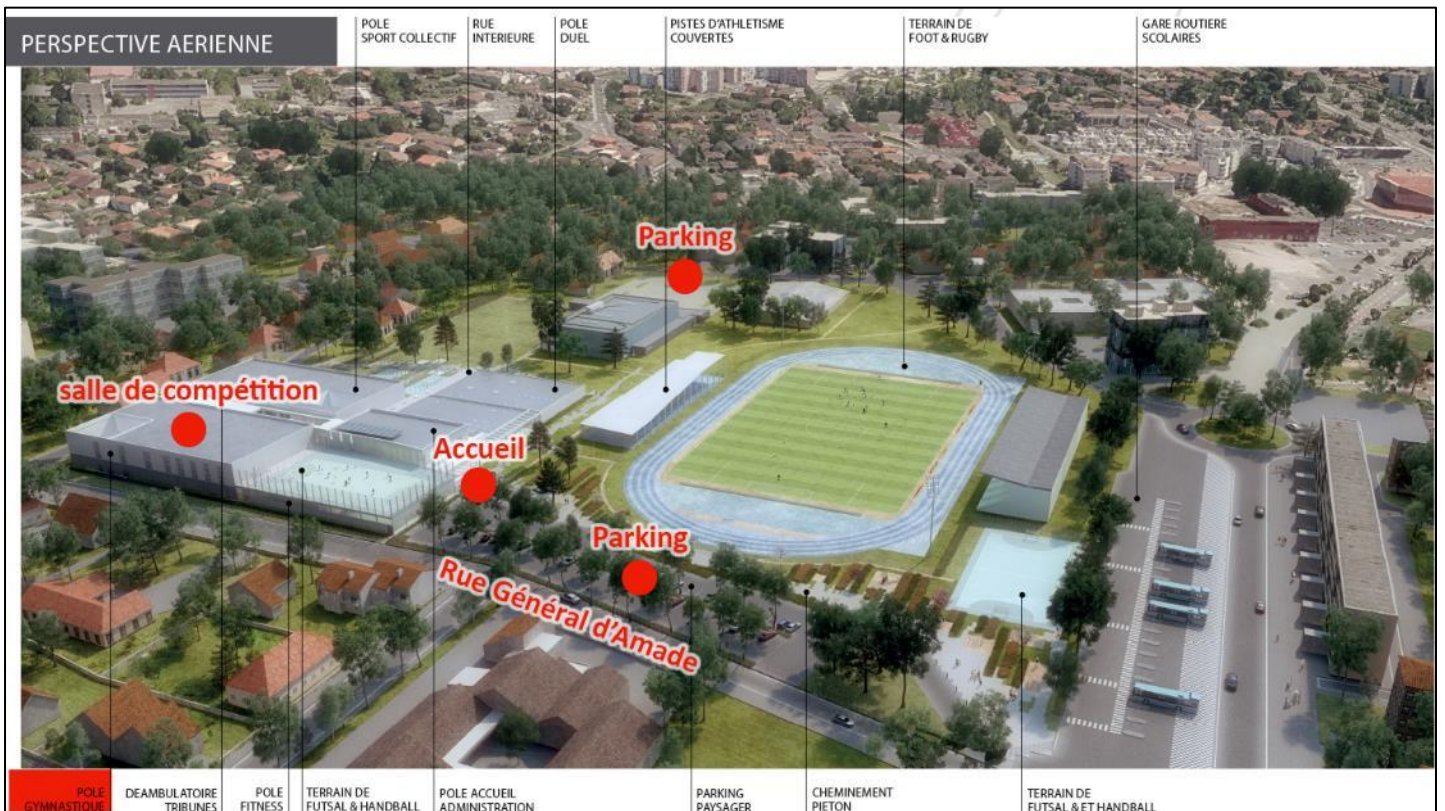 PERSPECTIVE AERIENNE
POLE
SPORT COLLECTIF
RUE
INTERIEURE
POLE
DUEL
PISTES D'ATHLETISME
COUVERTES
TERRAIN DE
FOOT & RUGBY
GARE ROUTIERE
SCOLAIRES
Parking
salle de compétition
Accueil
Parking
Rue Général d'Amade
POLE
GYMNASTIQUE
DEAMBULATOIRE
TRIBUNES
POLE
FITNESS
TERRAIN DE
FUTSAL & HANDBALL
POLE ACCUEIL
ADMINISTRATION
PARKING
PAYSAGER
CHEMINEMENT
PIETON
TERRAIN DE
FUTSAL & ET HANDBALL